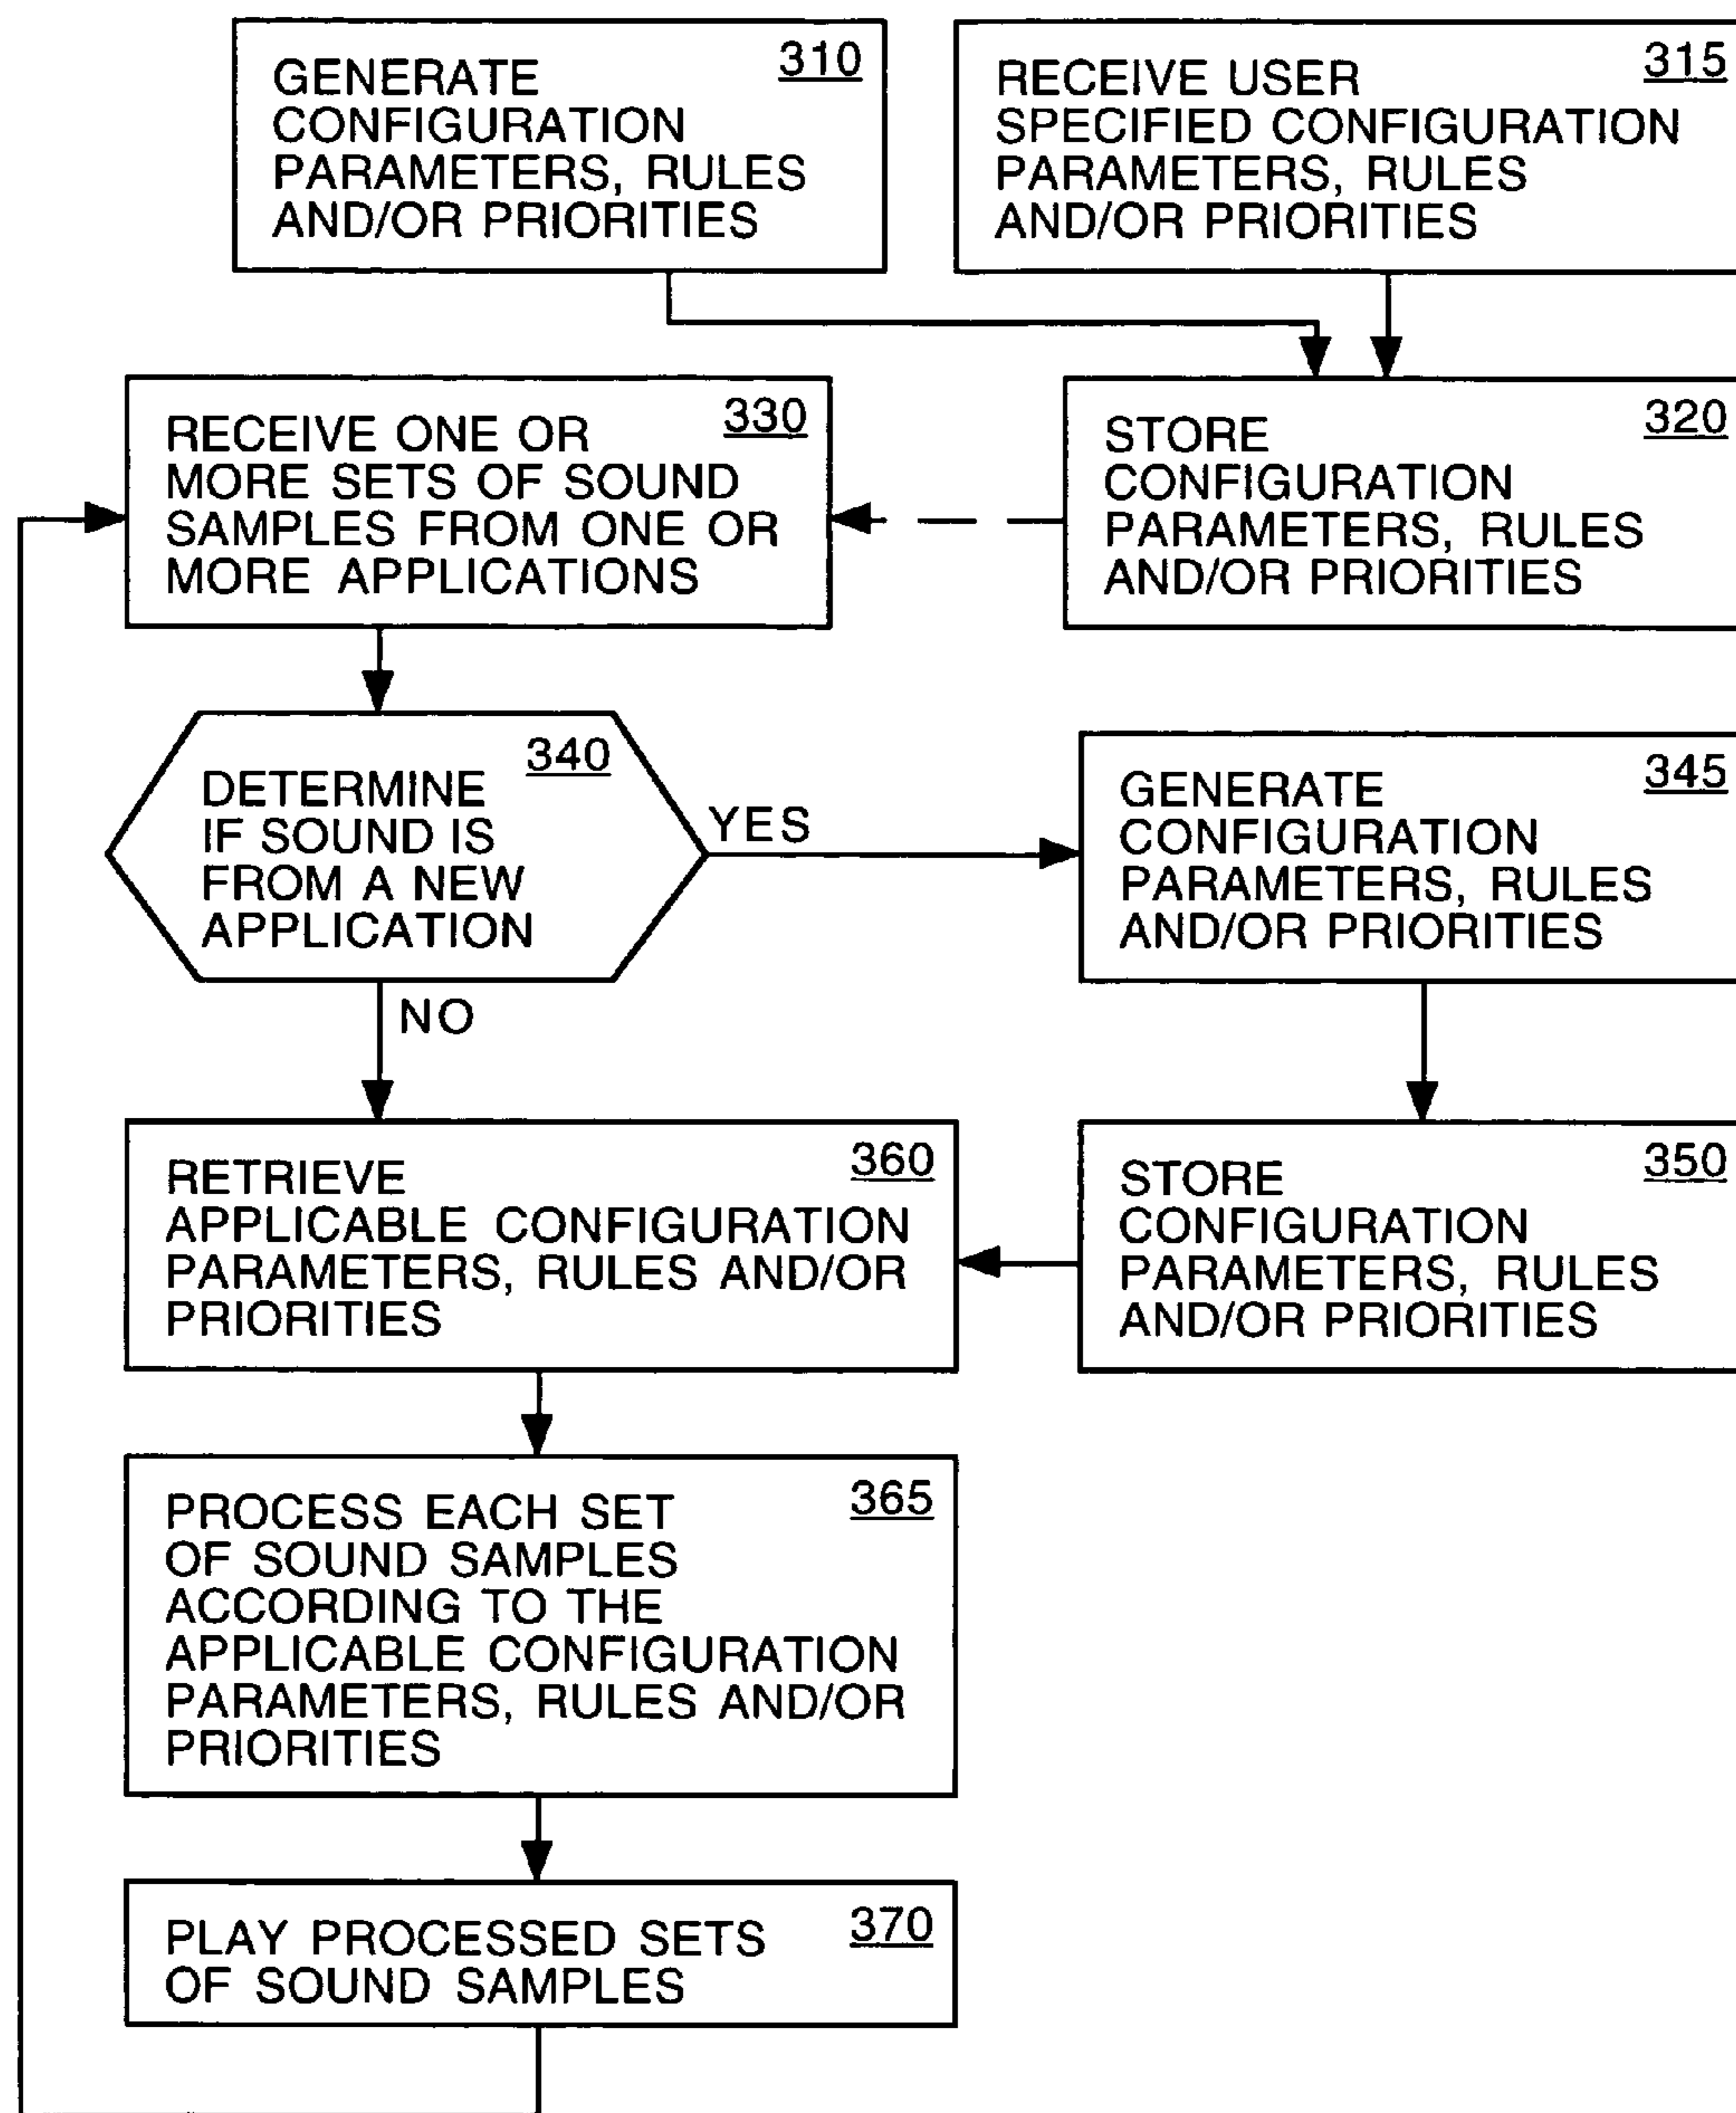 310
GENERATE
CONFIGURATION
PARAMETERS, RULES
AND/OR PRIORITIES
315
RECEIVE USER
SPECIFIED CONFIGURATION
PARAMETERS, RULES
AND/OR PRIORITIES
330
RECEIVE ONE OR
MORE SETS OF SOUND
SAMPLES FROM ONE OR
MORE APPLICATIONS
320
STORE
CONFIGURATION
PARAMETERS, RULES
AND/OR PRIORITIES
340
DETERMINE
IF SOUND IS
FROM A NEW
APPLICATION
YES
NO
345
GENERATE
CONFIGURATION
PARAMETERS, RULES
AND/OR PRIORITIES
360
RETRIEVE
APPLICABLE CONFIGURATION
PARAMETERS, RULES AND/OR
PRIORITIES
350
STORE
CONFIGURATION
PARAMETERS, RULES
AND/OR PRIORITIES
365
PROCESS EACH SET
OF SOUND SAMPLES
ACCORDING TO THE
APPLICABLE CONFIGURATION
PARAMETERS, RULES AND/OR
PRIORITIES
370
PLAY PROCESSED SETS
OF SOUND SAMPLES